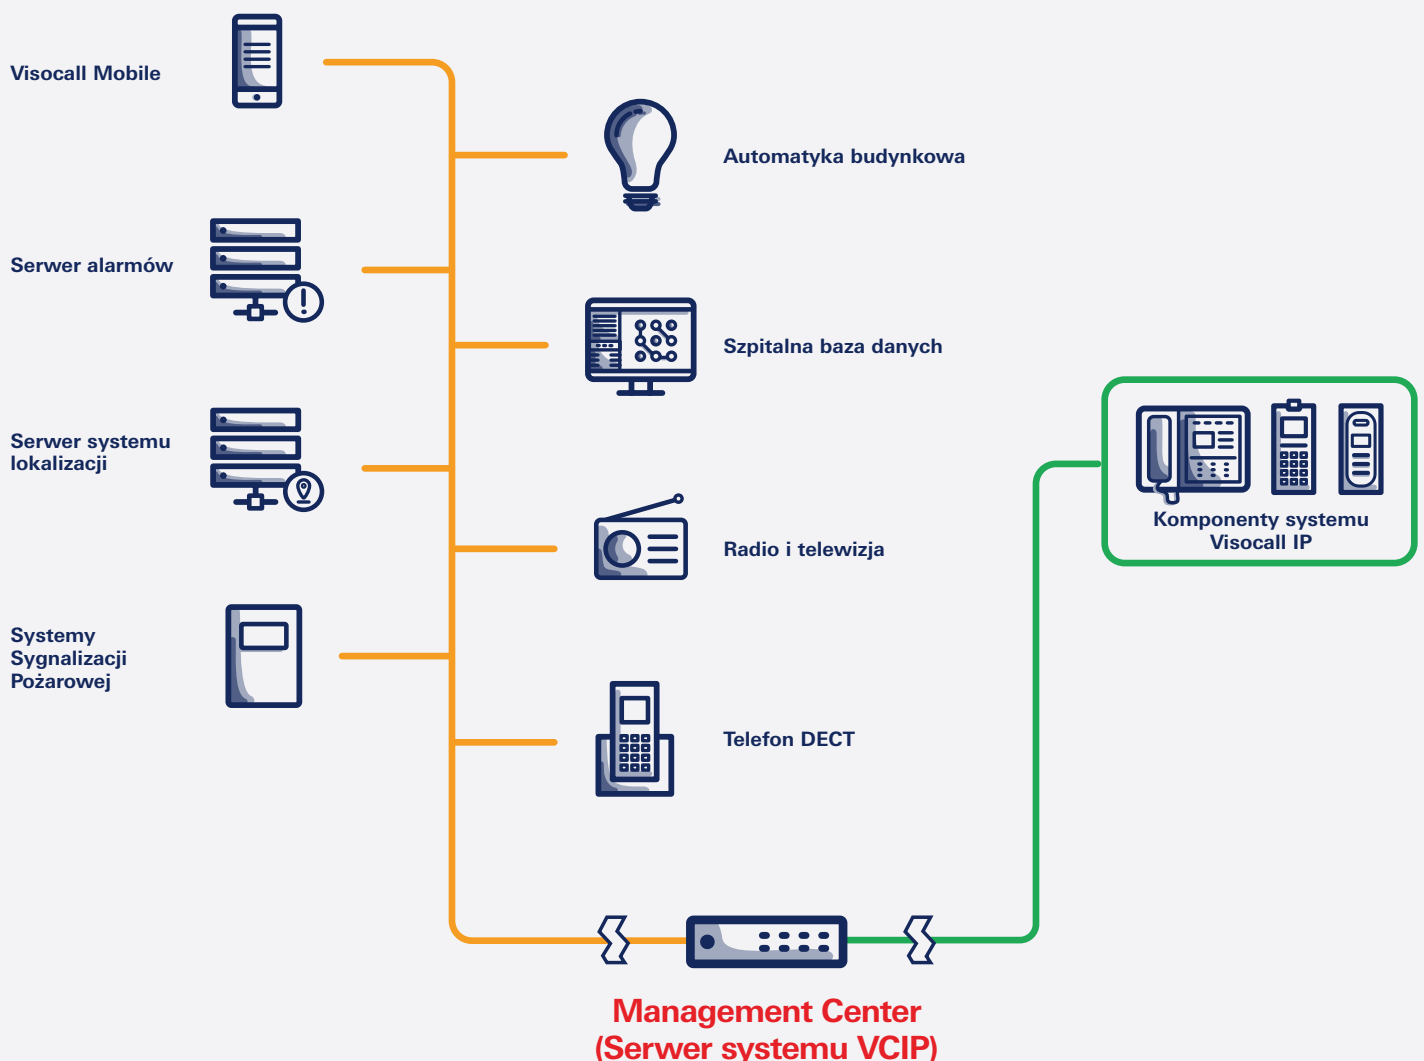 Visocall Mobile
Automatyka budynkowa
Serwer alarmów
Szpitalna baza danych
Serwer systemu
lokalizacji
Komponenty systemu
Visocall IP
Radio i telewizja
Systemy
Sygnalizacji
Pożarowej
Telefon DECT
Management Center
(Serwer systemu VCIP)